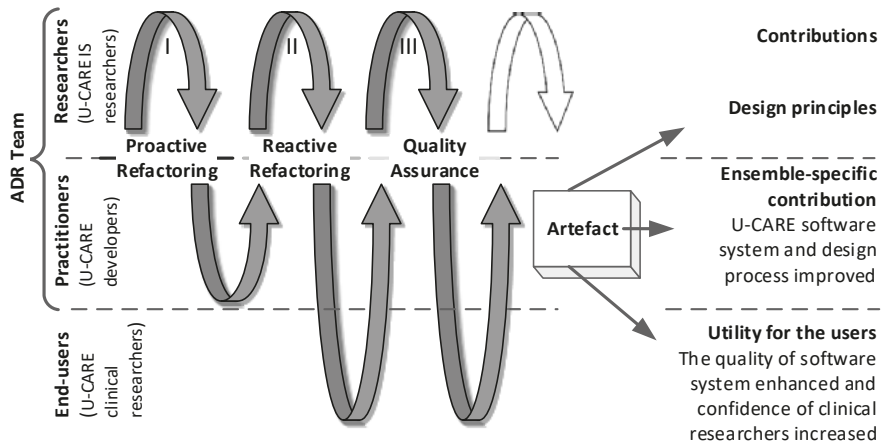 ADR Team
Researchers
(U-CARE IS
researchers)
Practitioners
(U-CARE
developers)
End-users
(U-CARE
clinical
researchers)
I
II
III
Proactive
Refactoring
Reactive
Refactoring
Quality
Assurance
Artefact
Contributions
Design principles
Ensemble-specific
contribution
U-CARE software
system and design
process improved
Utility for the users
The quality of software
system enhanced and
confidence of clinical
researchers increased